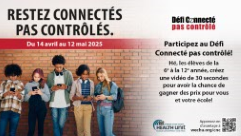 RESTEZ CONNECTÉS
PAS CONTRÔLÉS.
Du 14 avril au 12 mai 2025
Défi Connecté
pas contrôlé
Participez au Défi
Connecté pas contrôlé!
Hé, les élèves de la
6e à la 12e année, créez
une vidéo de 30 secondes
pour avoir la chance de
gagner des prix pour vous
et votre école!
HEALTH UNIT